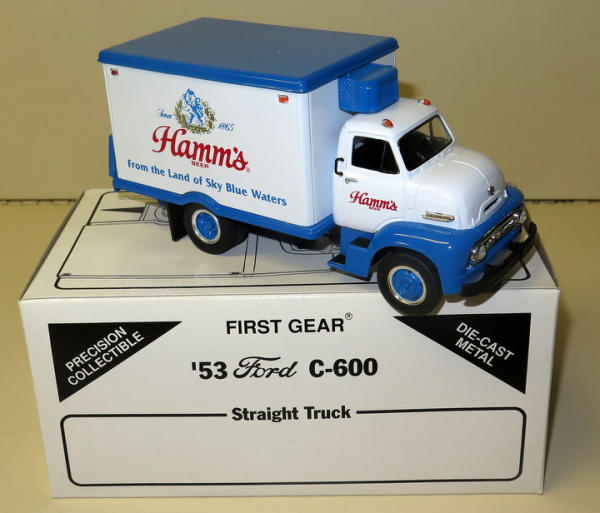 Since 1865
Hamm's®
BEER
From the Land of Sky Blue Waters
Hamm's
BEER
FIRST GEAR®
PRECISION
COLLECTIBLE
DIE-CAST
METAL
'53 Ford C-600
Straight Truck